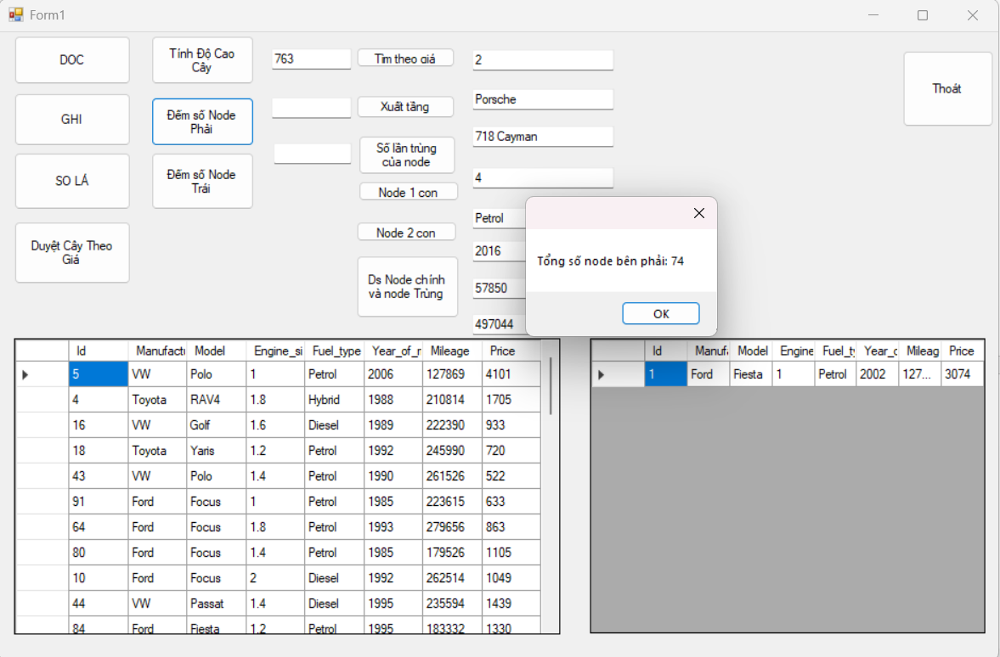 Form1
DOC
Tính Độ Cao
Cây
763
Tìm theo giá
2
Thoát
GHI
Đếm số Node
Phải
Xuất tầng
Porsche
SO LÁ
Đếm số Node
Trái
Số lần trùng
của node
718 Cayman
Node 1 con
4
Duyệt Cây Theo
Giá
Node 2 con
Petrol
2016
Ds Node chính
và node Trùng
57850
497044
Tổng số node bên phải: 74
OK
Id Manufactu Model Engine_si Fuel_type Year_of_r Mileage Price
5 VW Polo 1 Petrol 2006 127869 4101
4 Toyota RAV4 1.8 Hybrid 1988 210814 1705
16 VW Golf 1.6 Diesel 1989 222390 933
18 Toyota Yaris 1.2 Petrol 1992 245990 720
43 VW Polo 1.4 Petrol 1990 261526 522
91 Ford Focus 1 Petrol 1985 223615 633
64 Ford Focus 1.8 Petrol 1993 279656 863
80 Ford Focus 1.4 Petrol 1985 179526 1105
10 Ford Focus 2 Diesel 1992 262514 1049
44 VW Passat 1.4 Diesel 1995 235594 1439
84 Ford Fiesta 1.2 Petrol 1995 183332 1330
Id Manuf. Model Engine Fuel_ty Year_o Mileag Price
1 Ford Fiesta 1 Petrol 2002 127... 3074